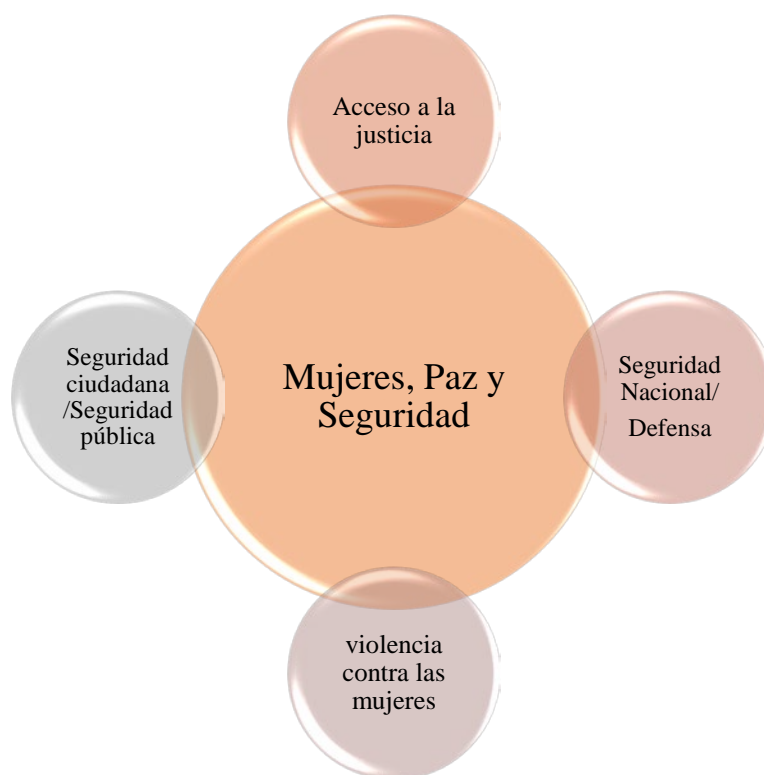 Acceso a la
justicia
Seguridad
ciudadana
/Seguridad
pública
Mujeres, Paz y
Seguridad
Seguridad
Nacional/
Defensa
violencia
contra las
mujeres